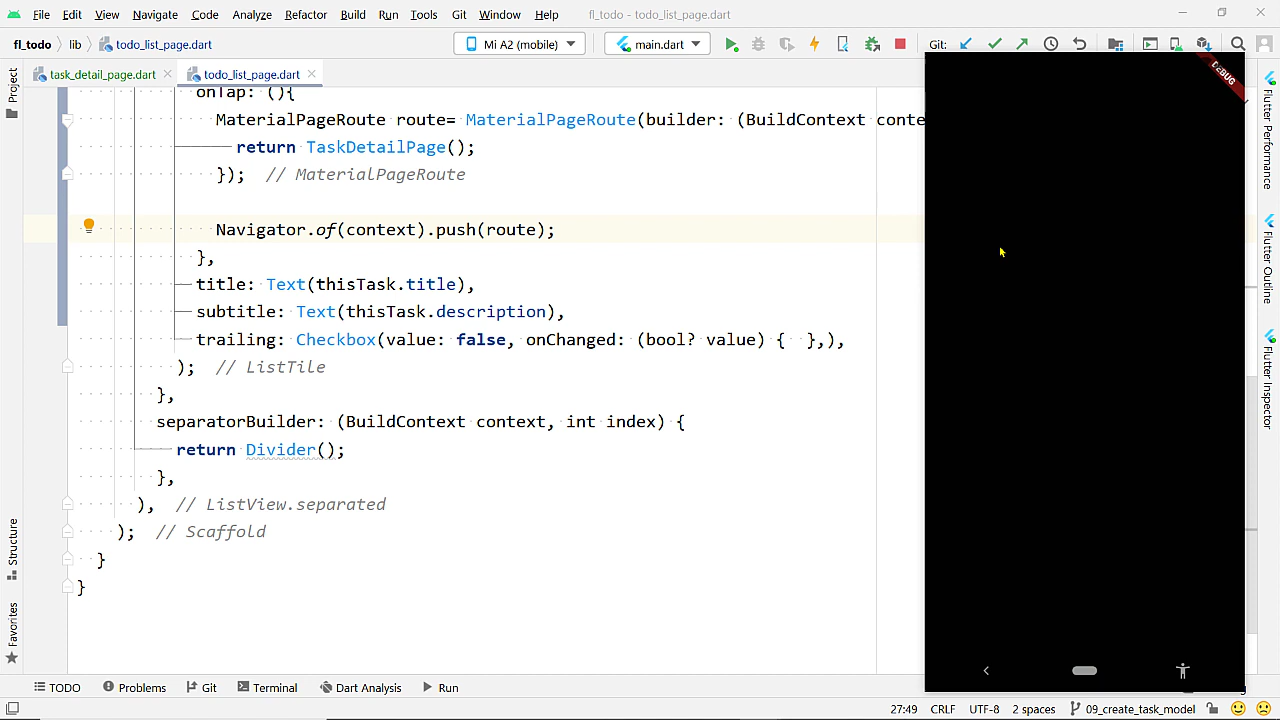 File Edit View Navigate Code Analyze Refactor Build Run Tools Git Window Help fl_todo - todo_list_page.dart
fl_todo lib todo_list_page.dart Mi A2 (mobile) main.dart Git:
Project
task_detail_page.dart todo_list_page.dart
DEBUG
onTap: (){
MaterialPageRoute route= MaterialPageRoute(builder: (BuildContext conte
return TaskDetailPage();
}); // MaterialPageRoute
Navigator.of(context).push(route);
},
title: Text(thisTask.title),
subtitle: Text(thisTask.description),
trailing: Checkbox(value: false, onChanged: (bool? value) { },),
); // ListTile
},
separatorBuilder: (BuildContext context, int index) {
return Divider();
},
), // ListView.separated
); // Scaffold
}
}
Structure
Favorites
Flutter Performance
Flutter Outline
Flutter Inspector
TODO Problems Git Terminal Dart Analysis Run
27:49 CRLF UTF-8 2 spaces 09_create_task_model